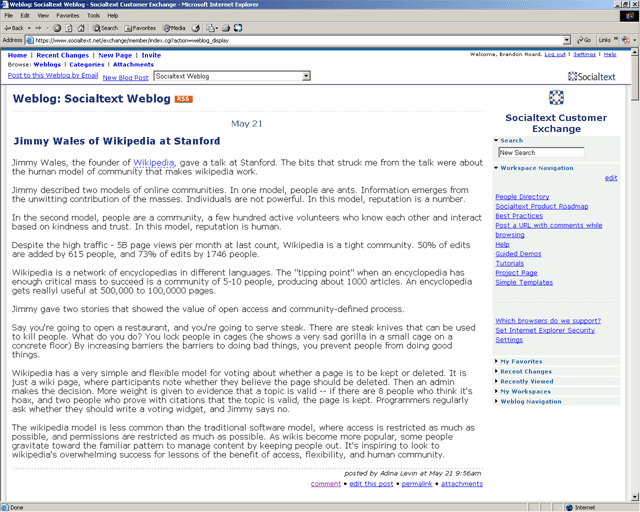 Weblog: Socialtext Weblog - Socialtext Customer Exchange - Microsoft Internet Explorer
File Edit View Favorites Tools Help
Back Search Favorites Media
Address https://www.socialtext.net/exchange/member/index.cgi?action=weblog_display Go Links
Home | Recent Changes | New Page | Invite
Welcome, Brandon Noard. Log out | Settings | Help
Browse: Weblogs | Categories | Attachments
Post to this Weblog by Email New Blog Post Socialtext Weblog
Socialtext
Weblog: Socialtext Weblog RSS
May 21
Jimmy Wales of Wikipedia at Stanford
Jimmy Wales, the founder of Wikipedia, gave a talk at Stanford. The bits that struck me from the talk were about
the human model of community that makes wikipedia work.
Jimmy described two models of online communities. In one model, people are ants. Information emerges from
the unwitting contribution of the masses. Individuals are not powerful. In this model, reputation is a number.
In the second model, people are a community, a few hundred active volunteers who know each other and interact
based on kindness and trust. In this model, reputation is human.
Despite the high traffic - 5B page views per month at last count, Wikipedia is a tight community. 50% of edits
are added by 615 people, and 73% of edits by 1746 people.
Wikipedia is a network of encyclopedias in different languages. The "tipping point" when an encyclopedia has
enough critical mass to succeed is a community of 5-10 people, producing about 1000 articles. An encyclopedia
gets reallyl useful at 500,000 to 100,0000 pages.
Jimmy gave two stories that showed the value of open access and community-defined process.
Say you're going to open a restaurant, and you're going to serve steak. There are steak knives that can be used
to kill people. What do you do? You lock people in cages (he shows a very sad gorilla in a small cage on a
concrete floor) By increasing barriers the barriers to doing bad things, you prevent people from doing good
things.
Wikipedia has a very simple and flexible model for voting about whether a page is to be kept or deleted. It is
just a wiki page, where participants note whether they believe the page should be deleted. Then an admin
makes the decision. More weight is given to evidence that a topic is valid -- if there are 8 people who think it's
hoax, and two people who prove with citations that the topic is valid, the page is kept. Programmers regularly
ask whether they should write a voting widget, and Jimmy says no.
The wikipedia model is less common than the traditional software model, where access is restricted as much as
possible, and permissions are restricted as much as possible. As wikis become more popular, some people
gravitate toward the familiar pattern to manage content by keeping people out. It's inspiring to look to
wikipedia's overwhelming success for lessons of the benefit of access, flexibility, and human community.
posted by Adina Levin at May 21 9:56am
comment • edit this post • permalink • attachments
Socialtext Customer
Exchange
Search
New Search
Workspace Navigation
edit
People Directory
Socialtext Product Roadmap
Best Practices
Post a URL with comments while
browsing
Help
Guided Demos
Tutorials
Project Page
Simple Templates
Which browsers do we support?
Set Internet Explorer Security
Settings
My Favorites
Recent Changes
Recently Viewed
My Workspaces
Weblog Navigation
Done Internet